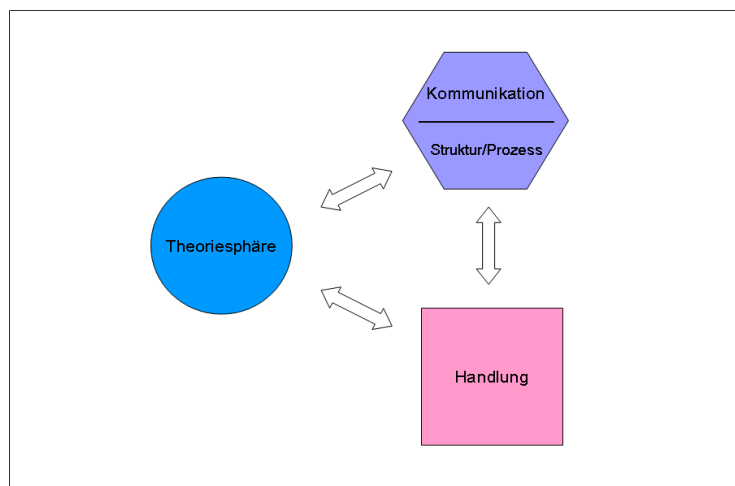 Kommunikation
Struktur/Prozess
Theoriesphäre
Handlung